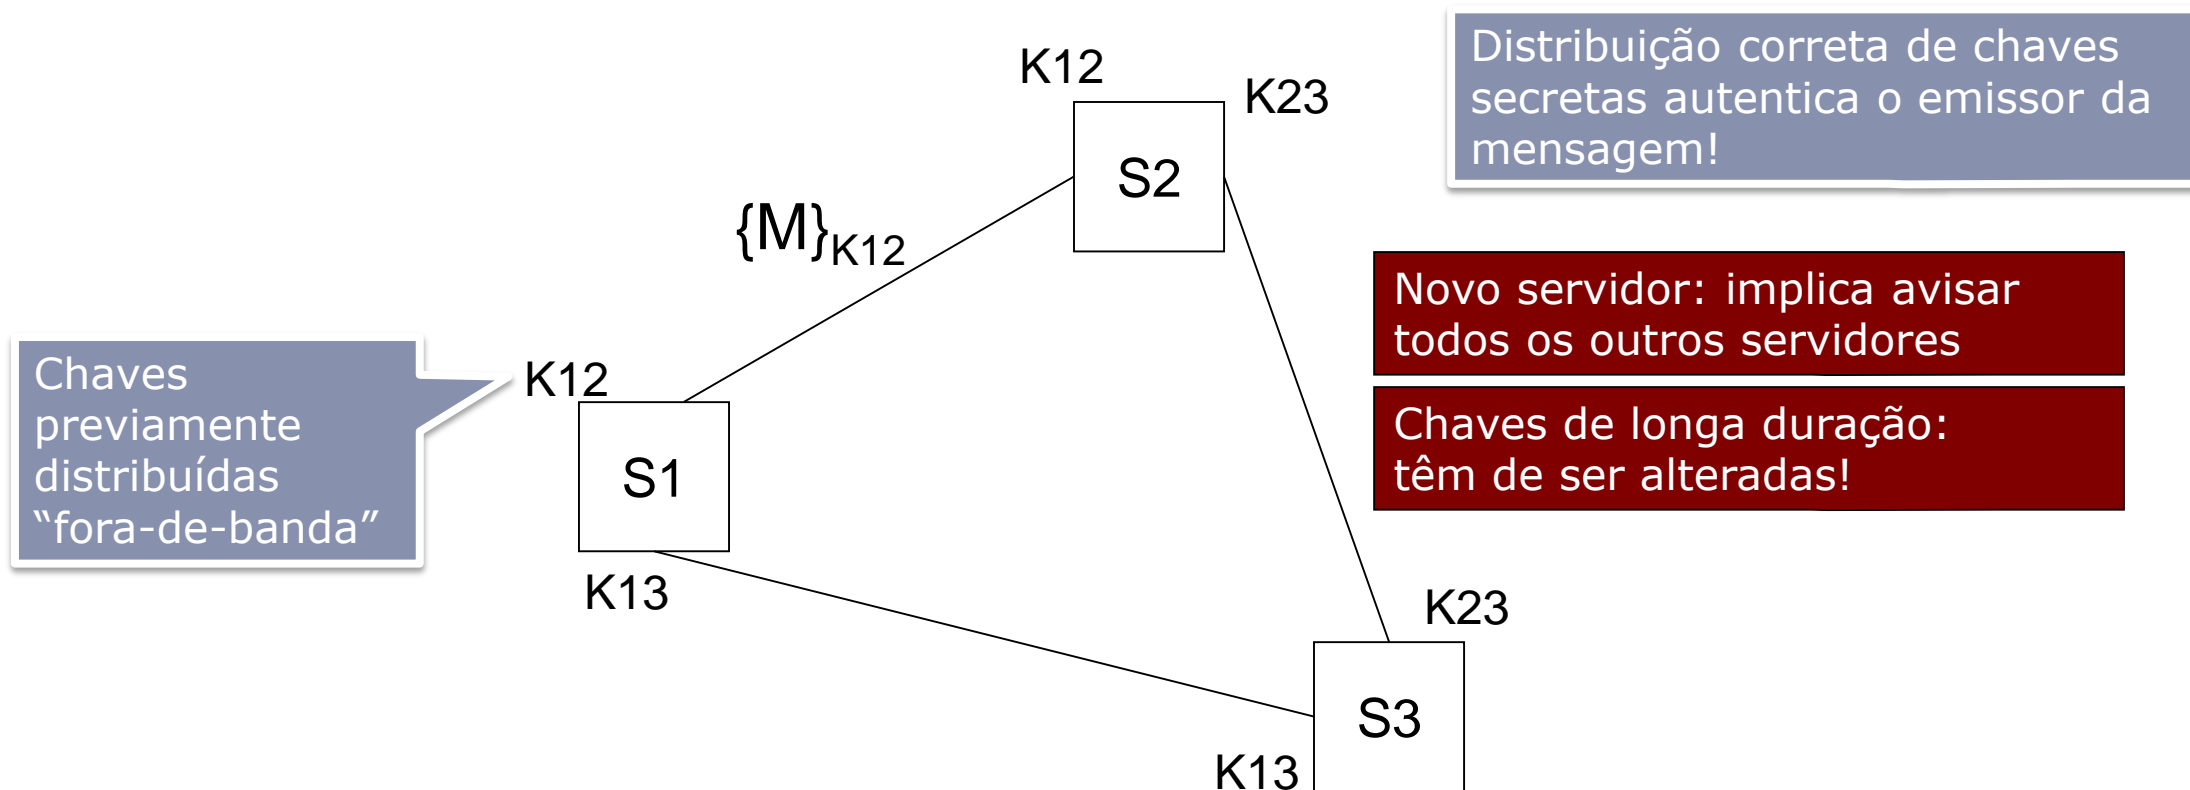 K12
K23
Distribuição correta de chaves
secretas autentica o emissor da
mensagem!
S2
{M}K12
Novo servidor: implica avisar
todos os outros servidores
Chaves
previamente
distribuídas
“fora-de-banda”
K12
Chaves de longa duração:
têm de ser alteradas!
S1
K13
K23
S3
K13